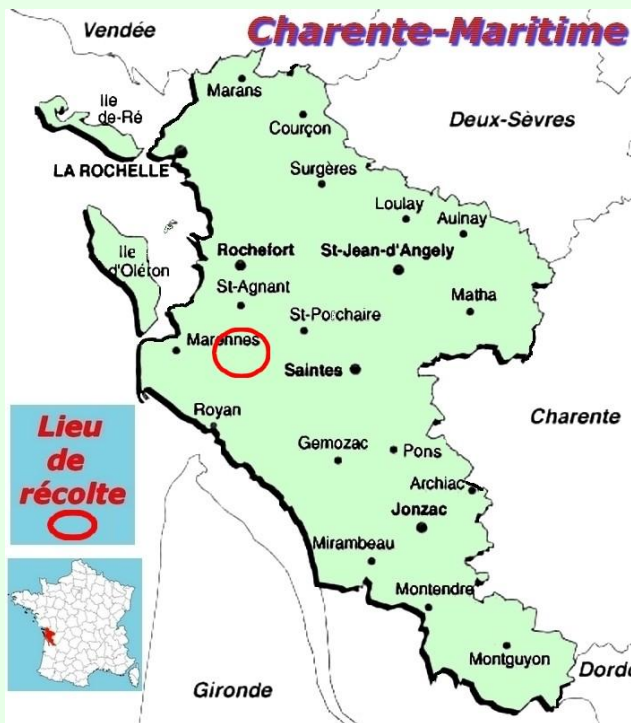 Vendée
Charente-Maritime
Marans
Ile
de-Ré
Courçon
Deux-Sèvres
LA ROCHELLE
Surgères
Loulay
Aulnay
Ile
d'Oléron
Rochefort
St-Jean-d'Angely
St-Agnant
Matha
St-Porchaire
Marennes
Saintes
Royan
Charente
Lieu
de
récolte
Gemozac
Pons
Archiac
Jonzac
Mirambeau
Montendre
Montguyon
Dordo
Gironde